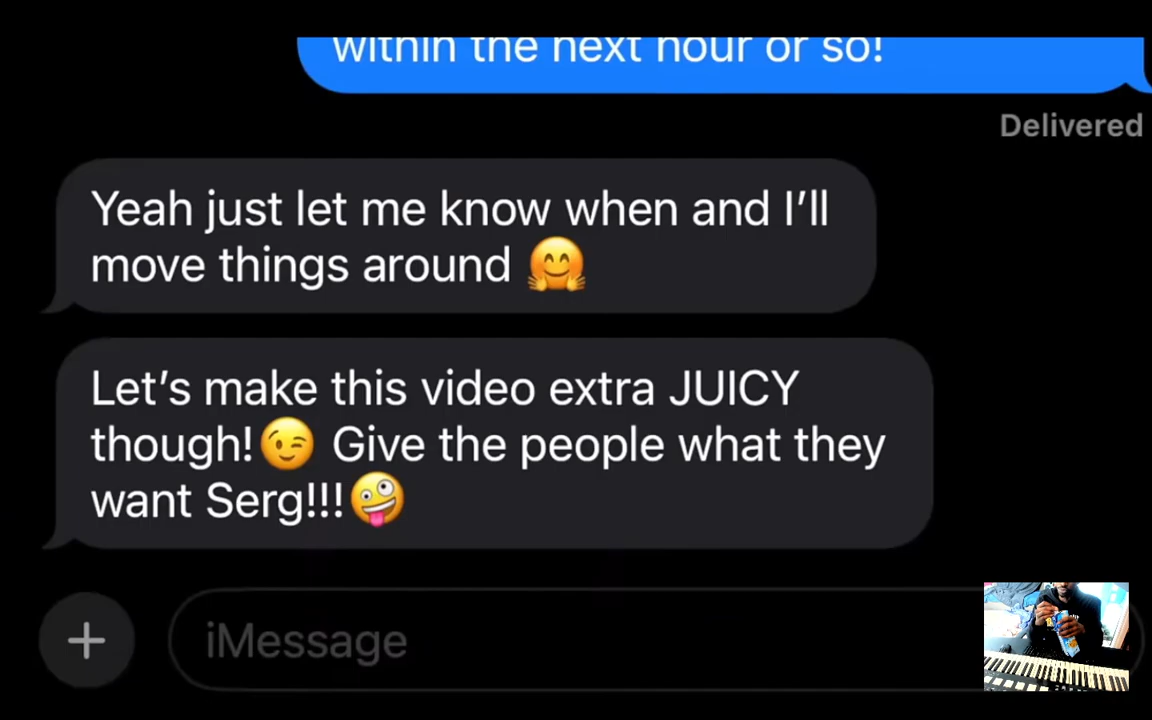 within the next hour or so!
Delivered
Yeah just let me know when and I’ll
move things around 🤗
Let’s make this video extra JUICY
though!😉 Give the people what they
want Serg!!!🤪
iMessage